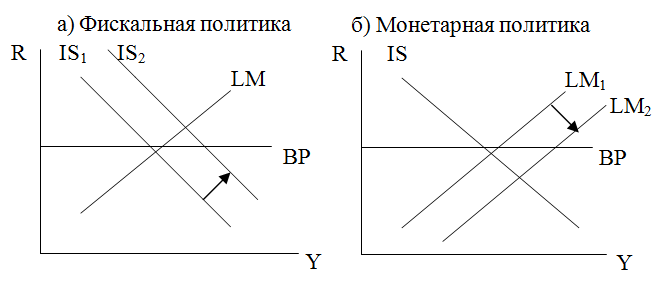 а) Фискальная политика
R
IS₁
IS₂
LM
BP
Y
б) Монетарная политика
R
IS
LM₁
LM₂
BP
Y